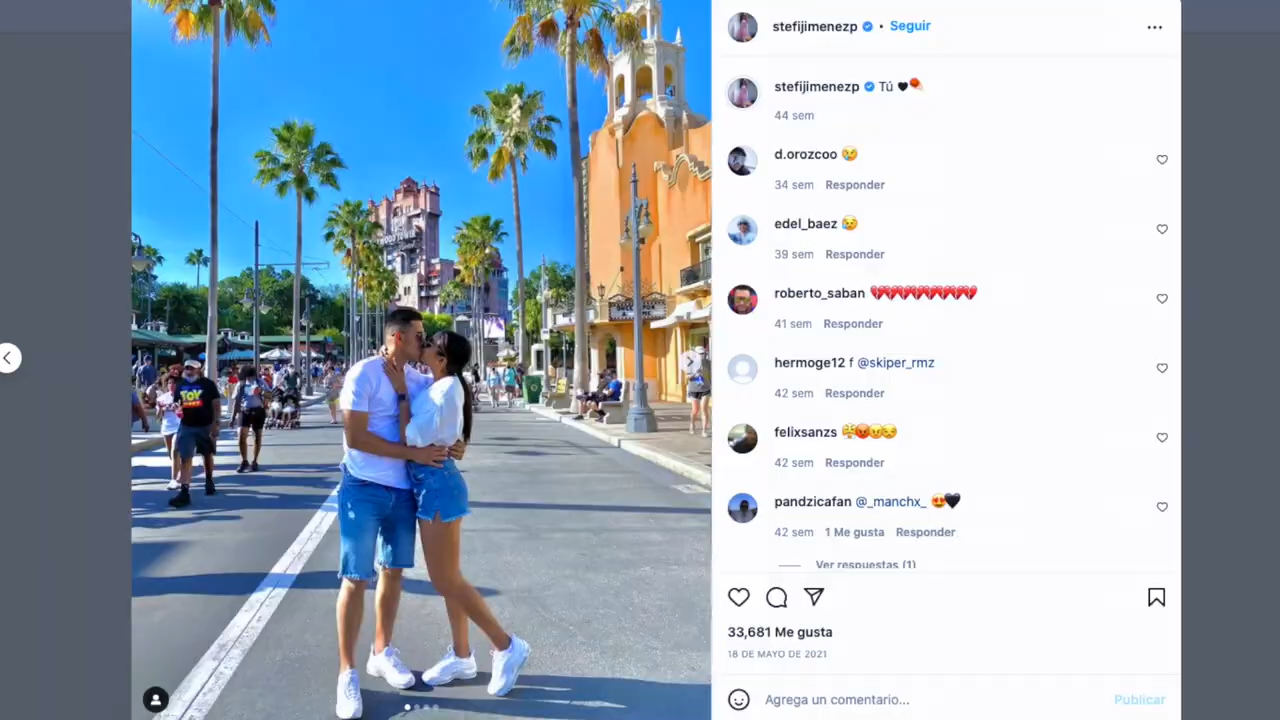 stefijimenezp • Seguir
stefijimenezp Tú 🖤☄️
44 sem
d.orozcoo 😢
34 sem Responder
edel_baez 😥
39 sem Responder
roberto_saban 💔💔💔💔💔💔💔💔💔
41 sem Responder
hermoge12 f @skiper_rmz
42 sem Responder
felixsanzs 😤😡😠😒
42 sem Responder
pandzicafan @_manchx_ 😍🖤
42 sem 1 Me gusta Responder
Ver respuestas (1)
33,681 Me gusta
18 DE MAYO DE 2021
Agrega un comentario... Publicar
TOY